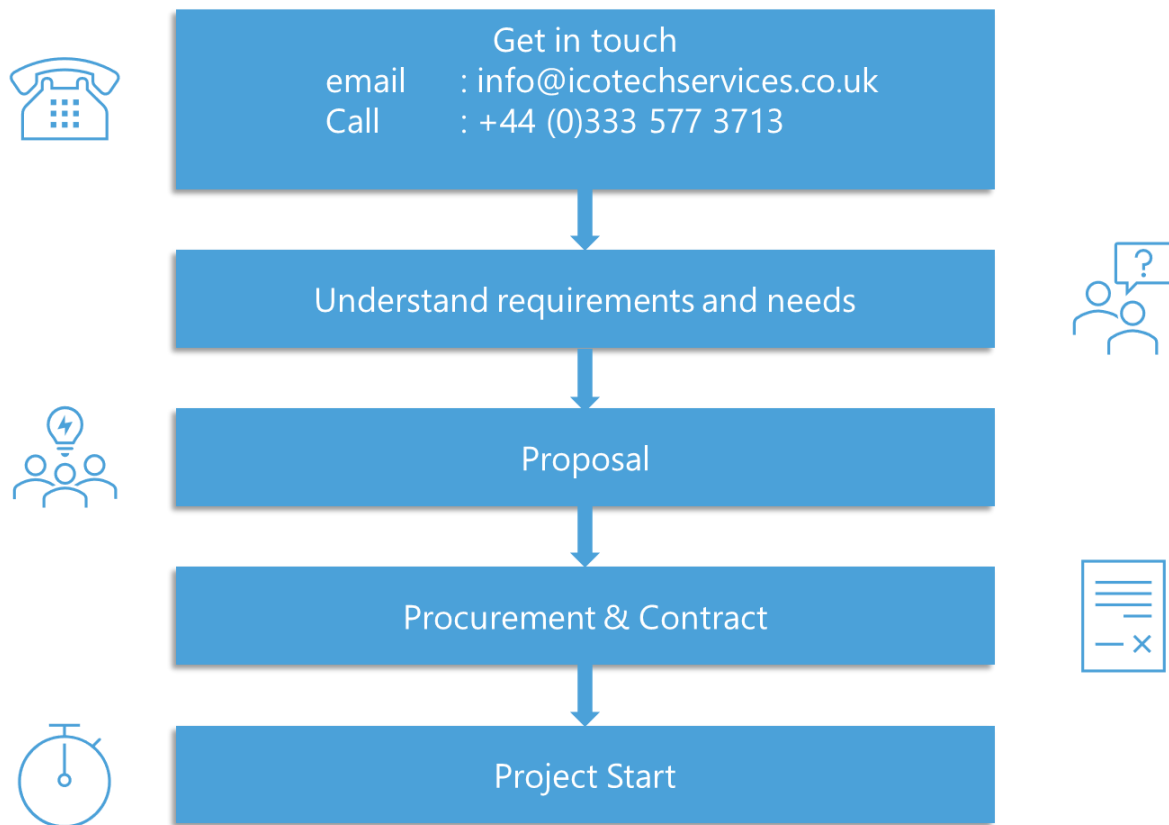 Get in touch
email : info@icotechservices.co.uk
Call : +44 (0)333 577 3713
?
Understand requirements and needs
Proposal
Procurement & Contract
Project Start